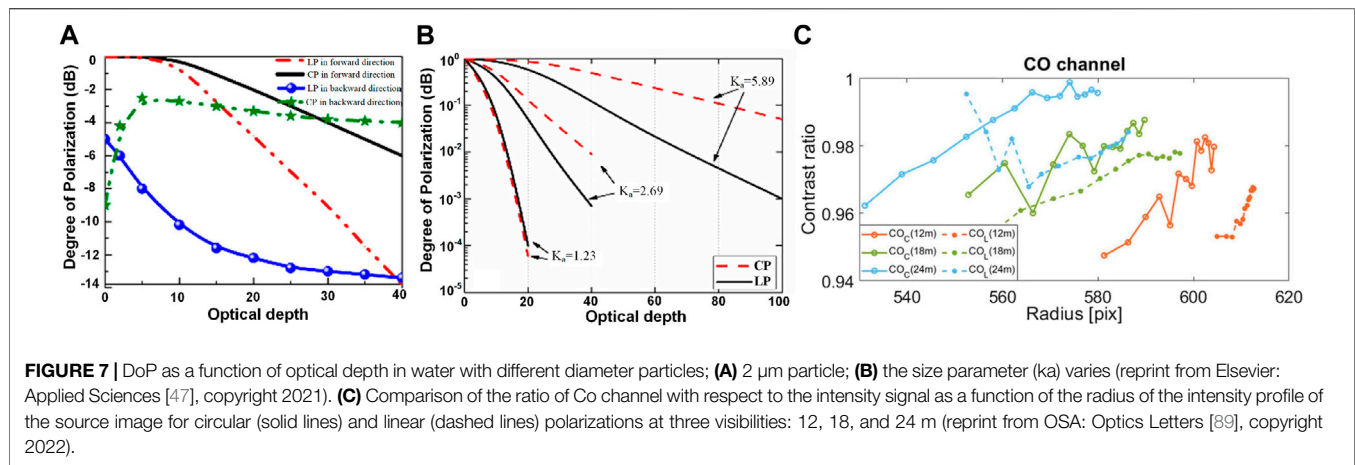 A
Degree of Polarization (dB)
0
-2
-4
-6
-8
-10
-12
-14
LP in forward direction
CP in forward direction
LP in backward direction
CP in backward direction
0 10 20 30 40
Optical depth
B
Degree of Polarization (dB)
10^0
10^-1
10^-2
10^-3
10^-4
10^-5
Ka=5.89
Ka=2.69
Ka=1.23
CP
LP
0 20 40 60 80 100
Optical depth
C
CO channel
Contrast ratio
1
0.98
0.96
0.94
COC(12m) COL(12m)
COC(18m) COL(18m)
COC(24m) COL(24m)
540 560 580 600 620
Radius [pix]
FIGURE 7 | DoP as a function of optical depth in water with different diameter particles; (A) 2 μm particle; (B) the size parameter (ka) varies (reprint from Elsevier:
Applied Sciences [47], copyright 2021). (C) Comparison of the ratio of Co channel with respect to the intensity signal as a function of the radius of the intensity profile of
the source image for circular (solid lines) and linear (dashed lines) polarizations at three visibilities: 12, 18, and 24 m (reprint from OSA: Optics Letters [89], copyright
2022).